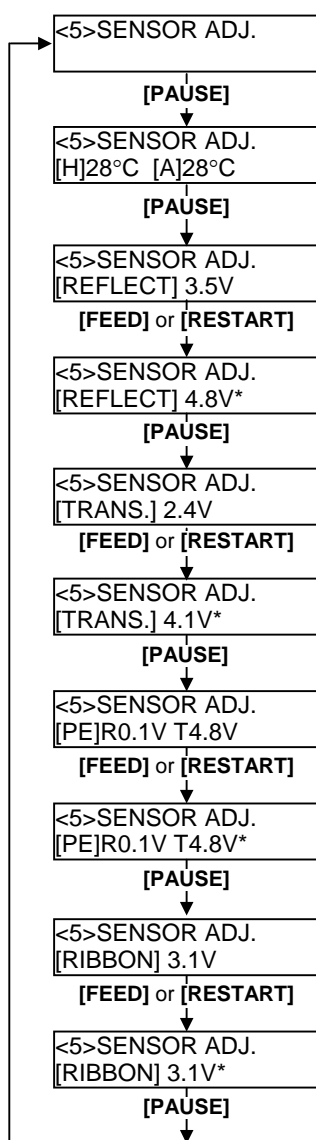 <5>SENSOR ADJ.
[PAUSE]
<5>SENSOR ADJ.
[H]28°C [A]28°C
[PAUSE]
<5>SENSOR ADJ.
[REFLECT] 3.5V
[FEED] or [RESTART]
<5>SENSOR ADJ.
[REFLECT] 4.8V*
[PAUSE]
<5>SENSOR ADJ.
[TRANS.] 2.4V
[FEED] or [RESTART]
<5>SENSOR ADJ.
[TRANS.] 4.1V*
[PAUSE]
<5>SENSOR ADJ.
[PE]R0.1V T4.8V
[FEED] or [RESTART]
<5>SENSOR ADJ.
[PE]R0.1V T4.8V*
[PAUSE]
<5>SENSOR ADJ.
[RIBBON] 3.1V
[FEED] or [RESTART]
<5>SENSOR ADJ.
[RIBBON] 3.1V*
[PAUSE]